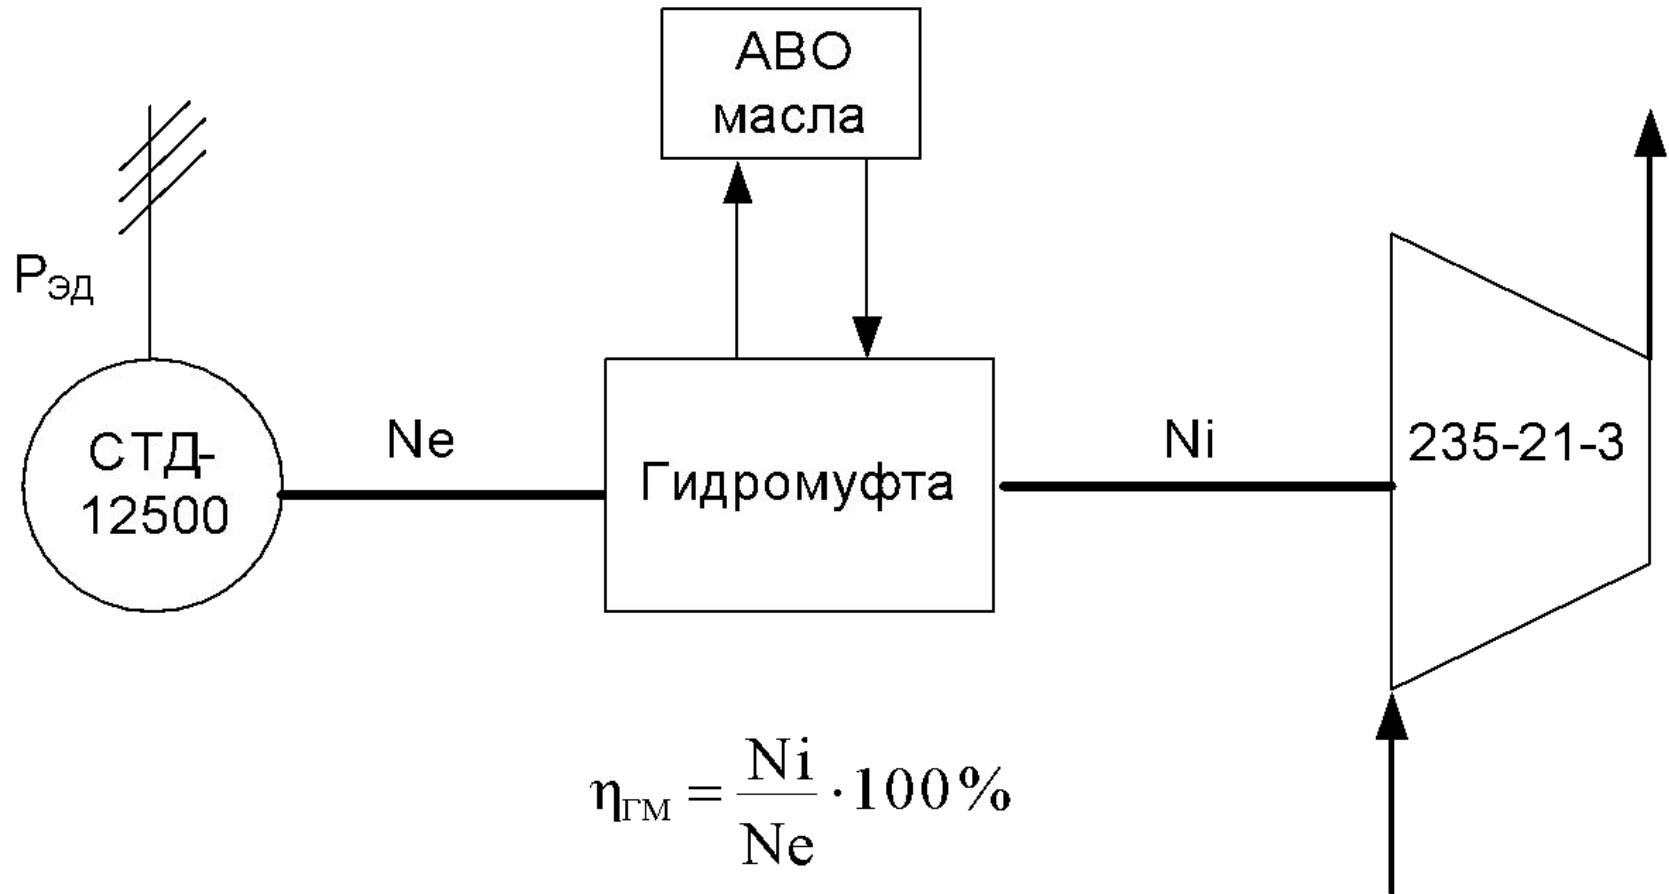 АВО
масла
PЭД
СТД-
12500
Ne
Гидромуфта
Ni
235-21-3
ηГМ = Ni/Ne · 100%